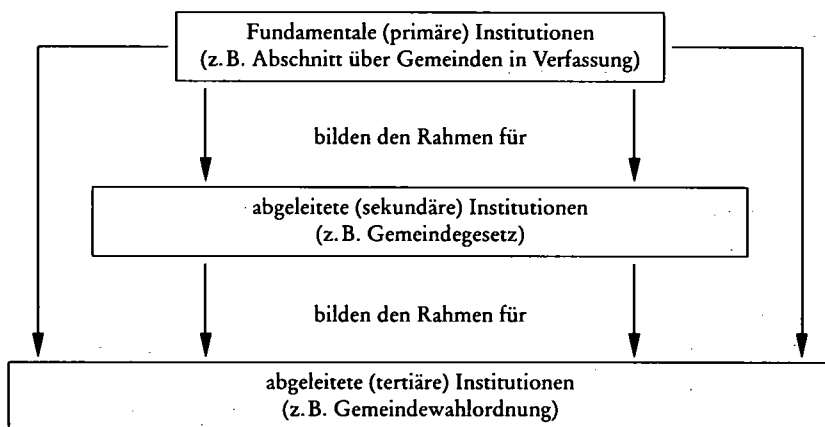 Fundamentale (primäre) Institutionen
(z.B. Abschnitt über Gemeinden in Verfassung)
bilden den Rahmen für
abgeleitete (sekundäre) Institutionen
(z.B. Gemeindegesetz)
bilden den Rahmen für
abgeleitete (tertiäre) Institutionen
(z.B. Gemeindewahlordnung)